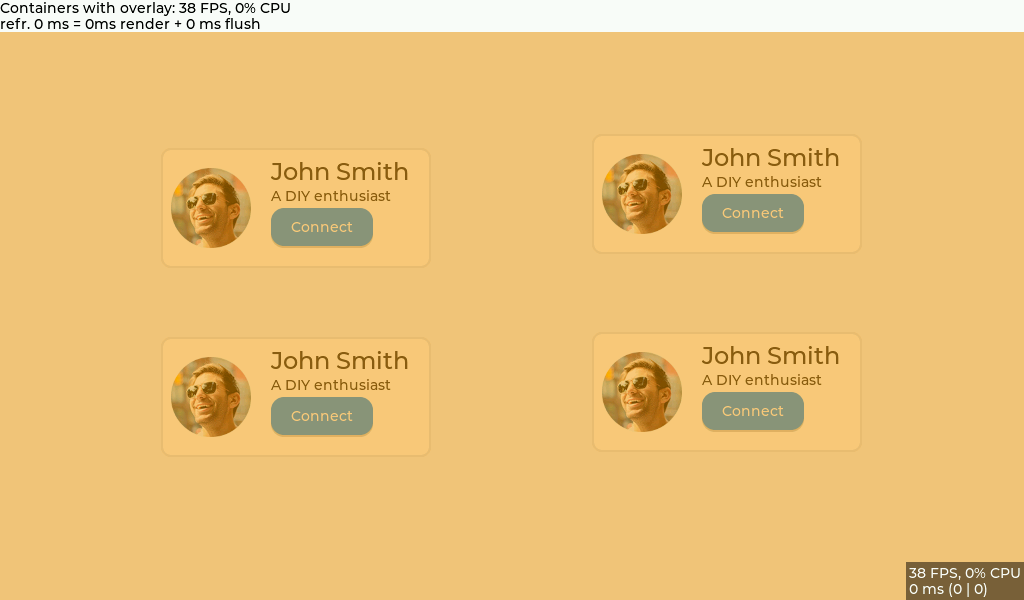 Containers with overlay: 38 FPS, 0% CPU
refr. 0 ms = 0ms render + 0 ms flush
John Smith
A DIY enthusiast
Connect
John Smith
A DIY enthusiast
Connect
John Smith
A DIY enthusiast
Connect
John Smith
A DIY enthusiast
Connect
38 FPS, 0% CPU
0 ms (0 | 0)